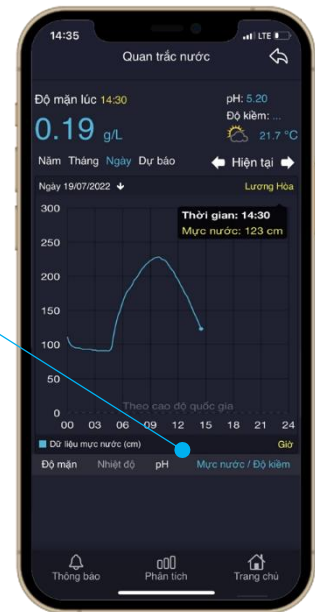 14:35 LTE
Quan trắc nước
Độ mặn lúc 14:30 pH: 5.20
Độ kiềm: ...
0.19 g/L 21.7 °C
Năm Tháng Ngày Dự báo Hiện tại
Ngày 19/07/2022 Lương Hòa
300
Thời gian: 14:30
Mực nước: 123 cm
250
200
150
100
50
Theo cao độ quốc gia
0
00 03 06 09 12 15 18 21 24
Dữ liệu mực nước (cm) Giờ
Độ mặn Nhiệt độ pH Mực nước / Độ kiềm
Thông báo Phân tích Trang chủ